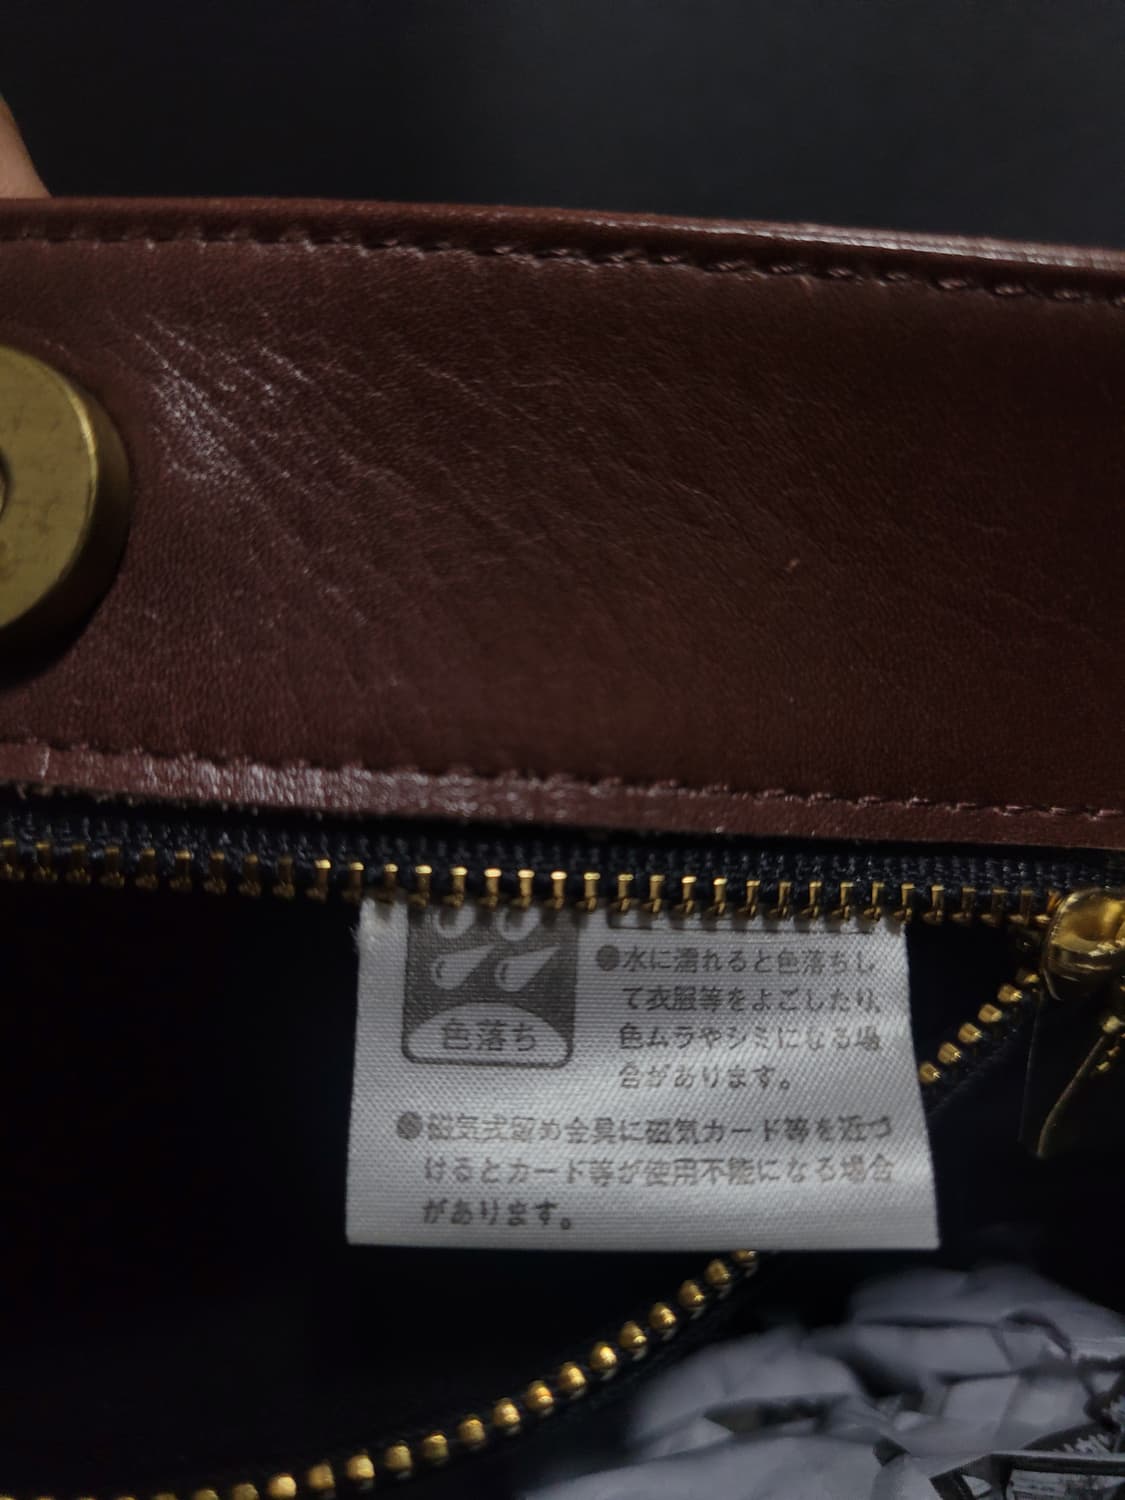 色落ち
●水に濡れると色落ちし
て衣服等をよごしたり、
色ムラやシミになる場
合があります。
●磁気式留め金具に磁気カード等を近づ
けるとカード等が使用不能になる場合
があります。